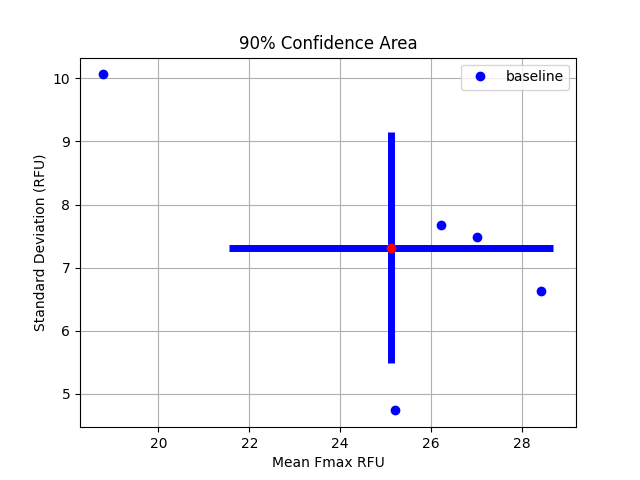 90% Confidence Area
baseline
10
9
8
7
6
5
Standard Deviation (RFU)
20 22 24 26 28
Mean Fmax RFU